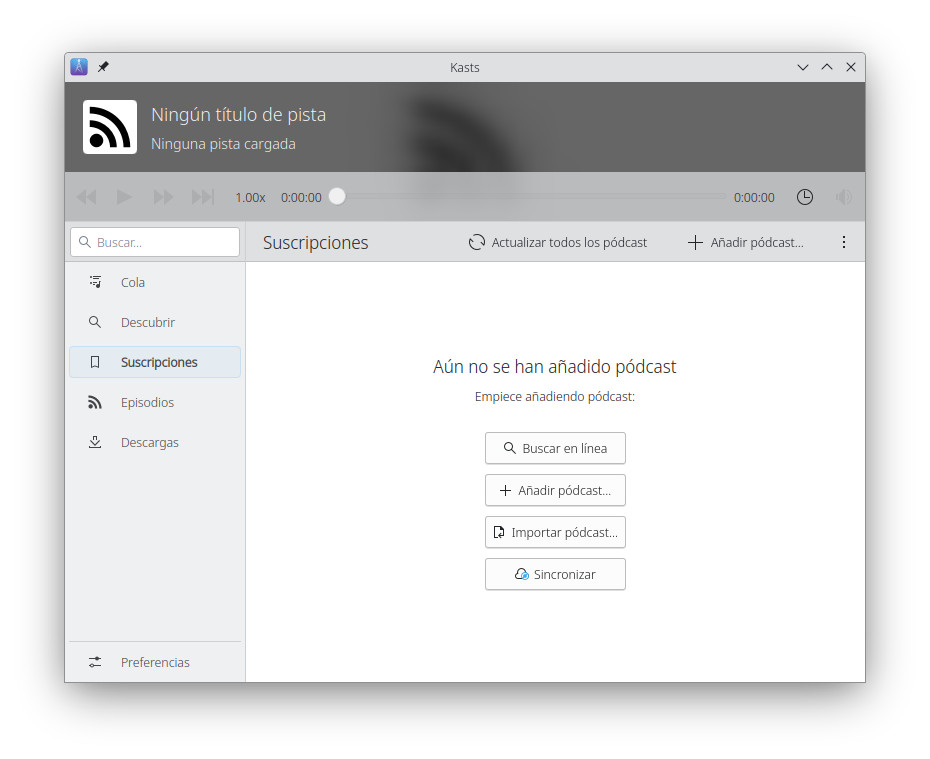 Kasts
Ningún título de pista
Ninguna pista cargada
1.00x 0:00:00 0:00:00
Buscar...
Suscripciones
Actualizar todos los pódcast
Añadir pódcast...
Cola
Descubrir
Suscripciones
Episodios
Descargas
Preferencias
Aún no se han añadido pódcast
Empiece añadiendo pódcast:
Buscar en línea
Añadir pódcast...
Importar pódcast...
Sincronizar